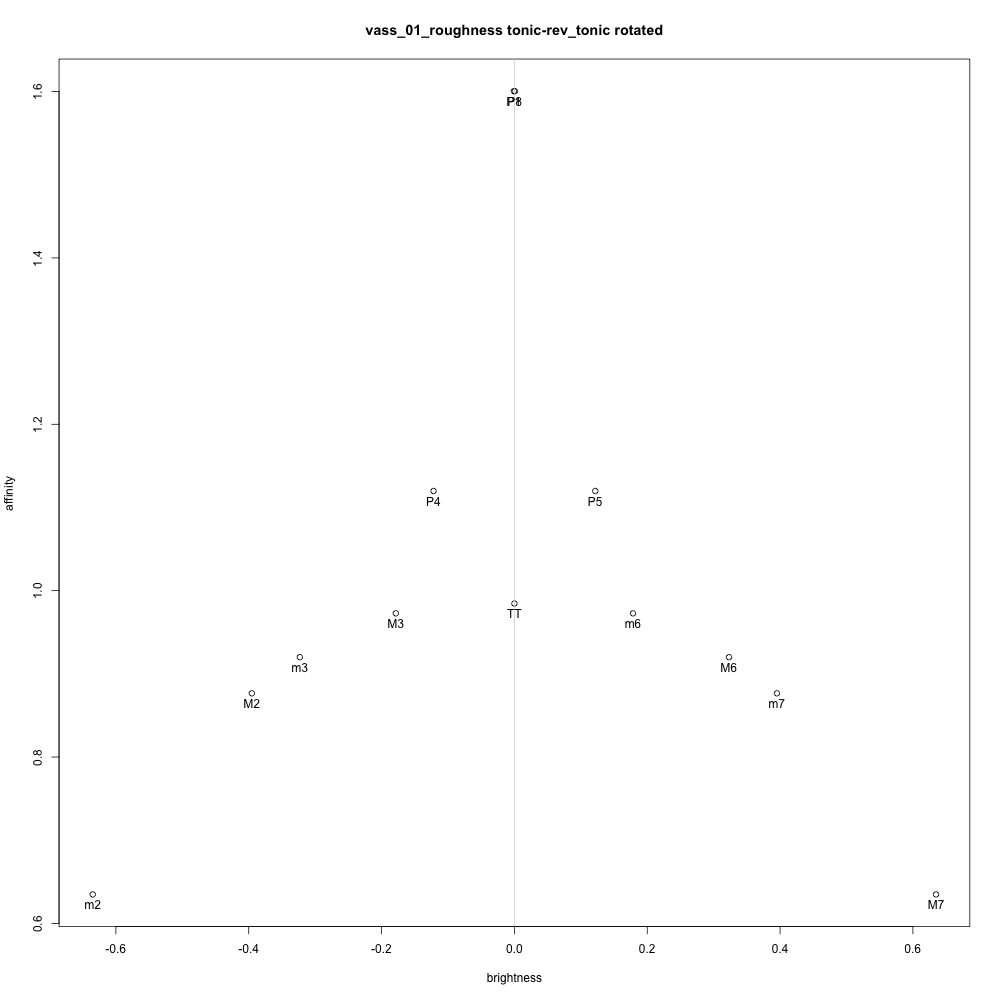 vass_01_roughness tonic-rev_tonic rotated
affinity
1.6
1.4
1.2
1.0
0.8
0.6
P1
P8
P4
P5
TT
M3
m6
m3
M6
M2
m7
m2
M7
-0.6
-0.4
-0.2
0.0
0.2
0.4
0.6
brightness